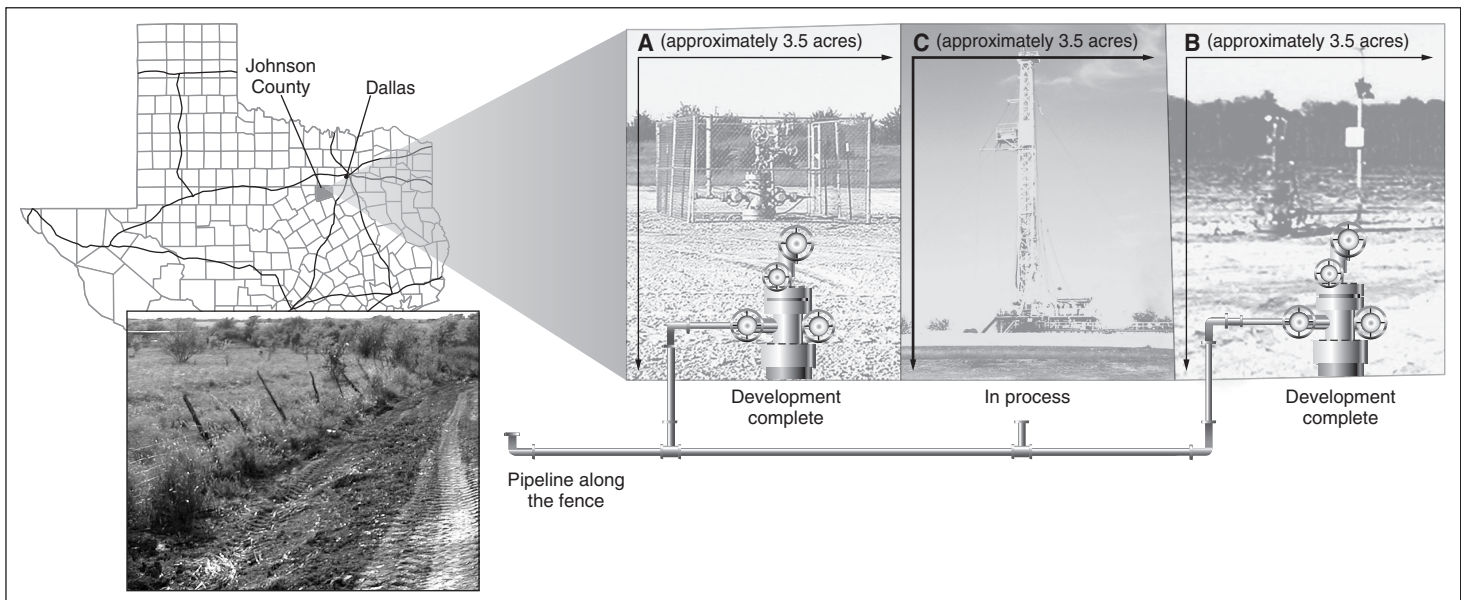 Johnson
County
Dallas
A (approximately 3.5 acres)
C (approximately 3.5 acres)
B (approximately 3.5 acres)
Development
complete
In process
Development
complete
Pipeline along
the fence